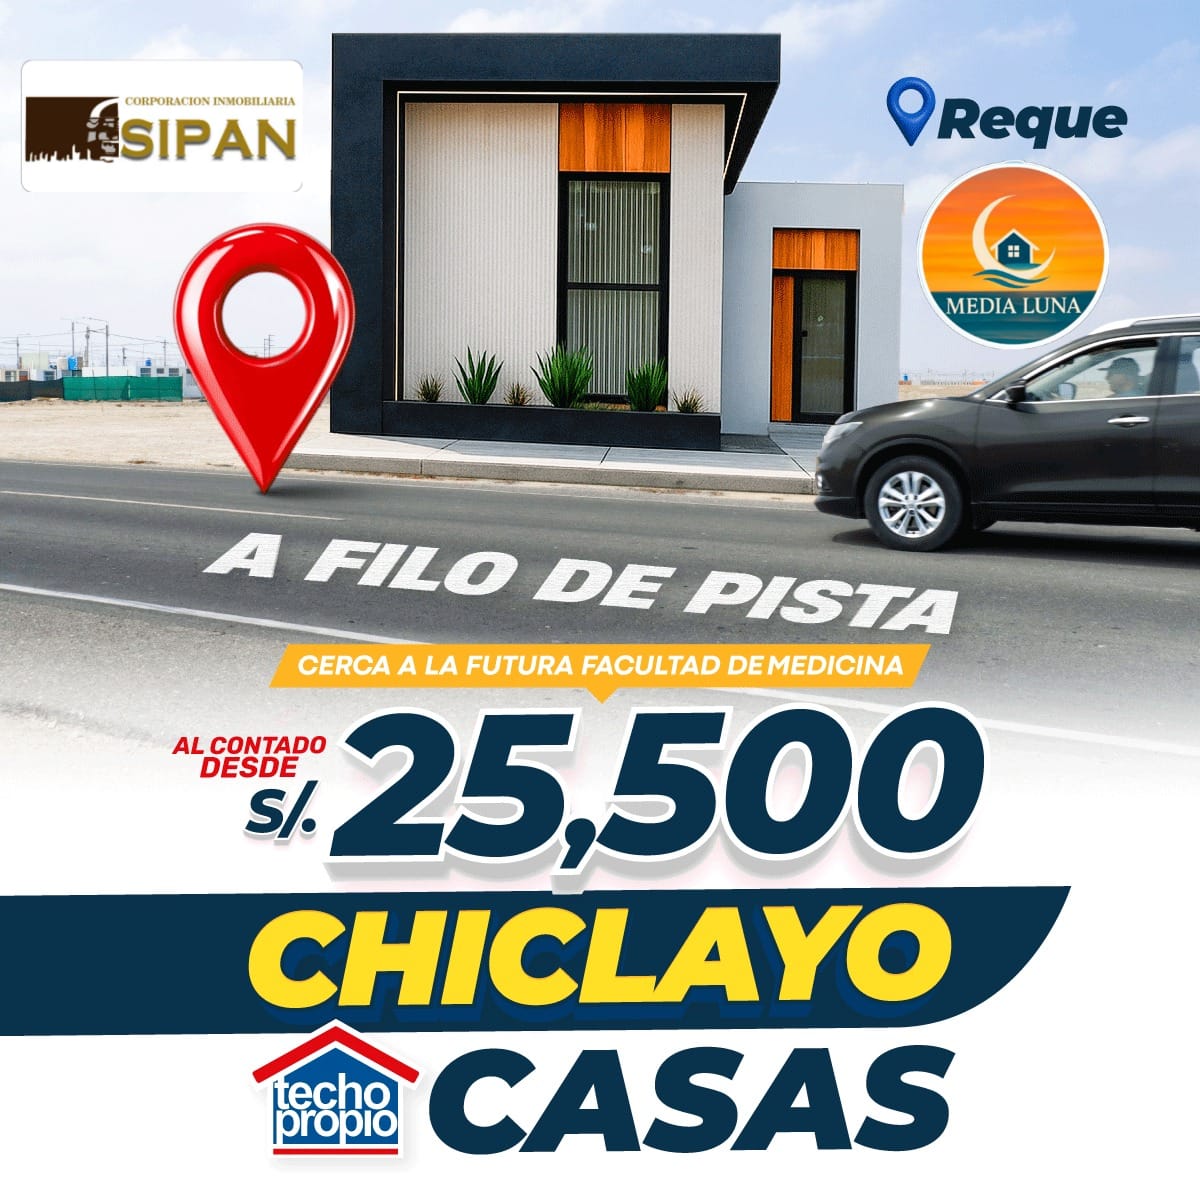 CORPORACION INMOBILIARIA
SIPAN
Reque
MEDIA LUNA
A FILO DE PISTA
CERCA A LA FUTURA FACULTAD DE MEDICINA
AL CONTADO
DESDE
S/. 25,500
CHICLAYO
techo
propio
CASAS